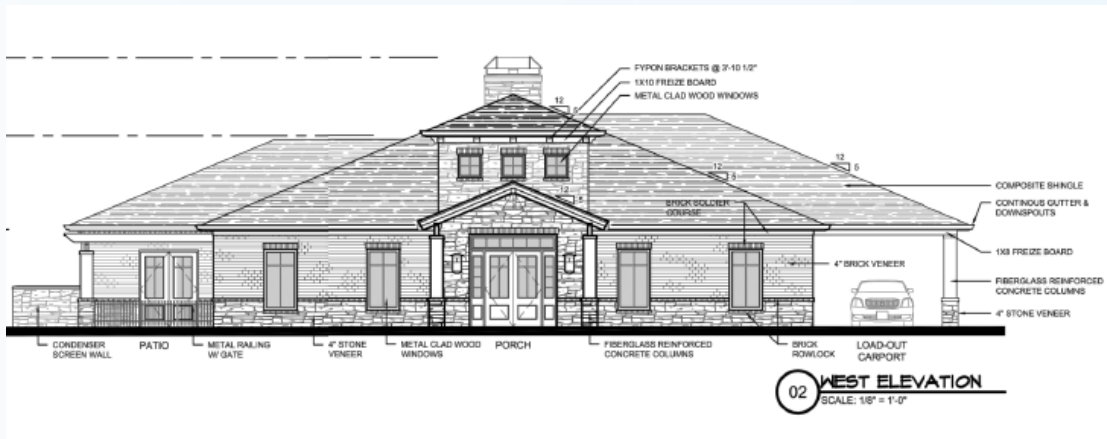 FYPON BRACKETS @ 3'-10 1/2"
1X10 FREIZE BOARD
METAL CLAD WOOD WINDOWS
12
5
12
5
12
5
12
5
COMPOSITE SHINGLE
BRICK SOLDIER
COURSE
CONTINOUS GUTTER &
DOWNSPOUTS
1X8 FREIZE BOARD
4" BRICK VENEER
FIBERGLASS REINFORCED
CONCRETE COLUMNS
4" STONE VENEER
CONDENSER
SCREEN WALL
PATIO
METAL RAILING
W/ GATE
4" STONE
VENEER
METAL CLAD WOOD
WINDOWS
PORCH
FIBERGLASS REINFORCED
CONCRETE COLUMNS
BRICK
ROWLOCK
LOAD-OUT
CARPORT
02
WEST ELEVATION
SCALE: 1/8" = 1'-0"